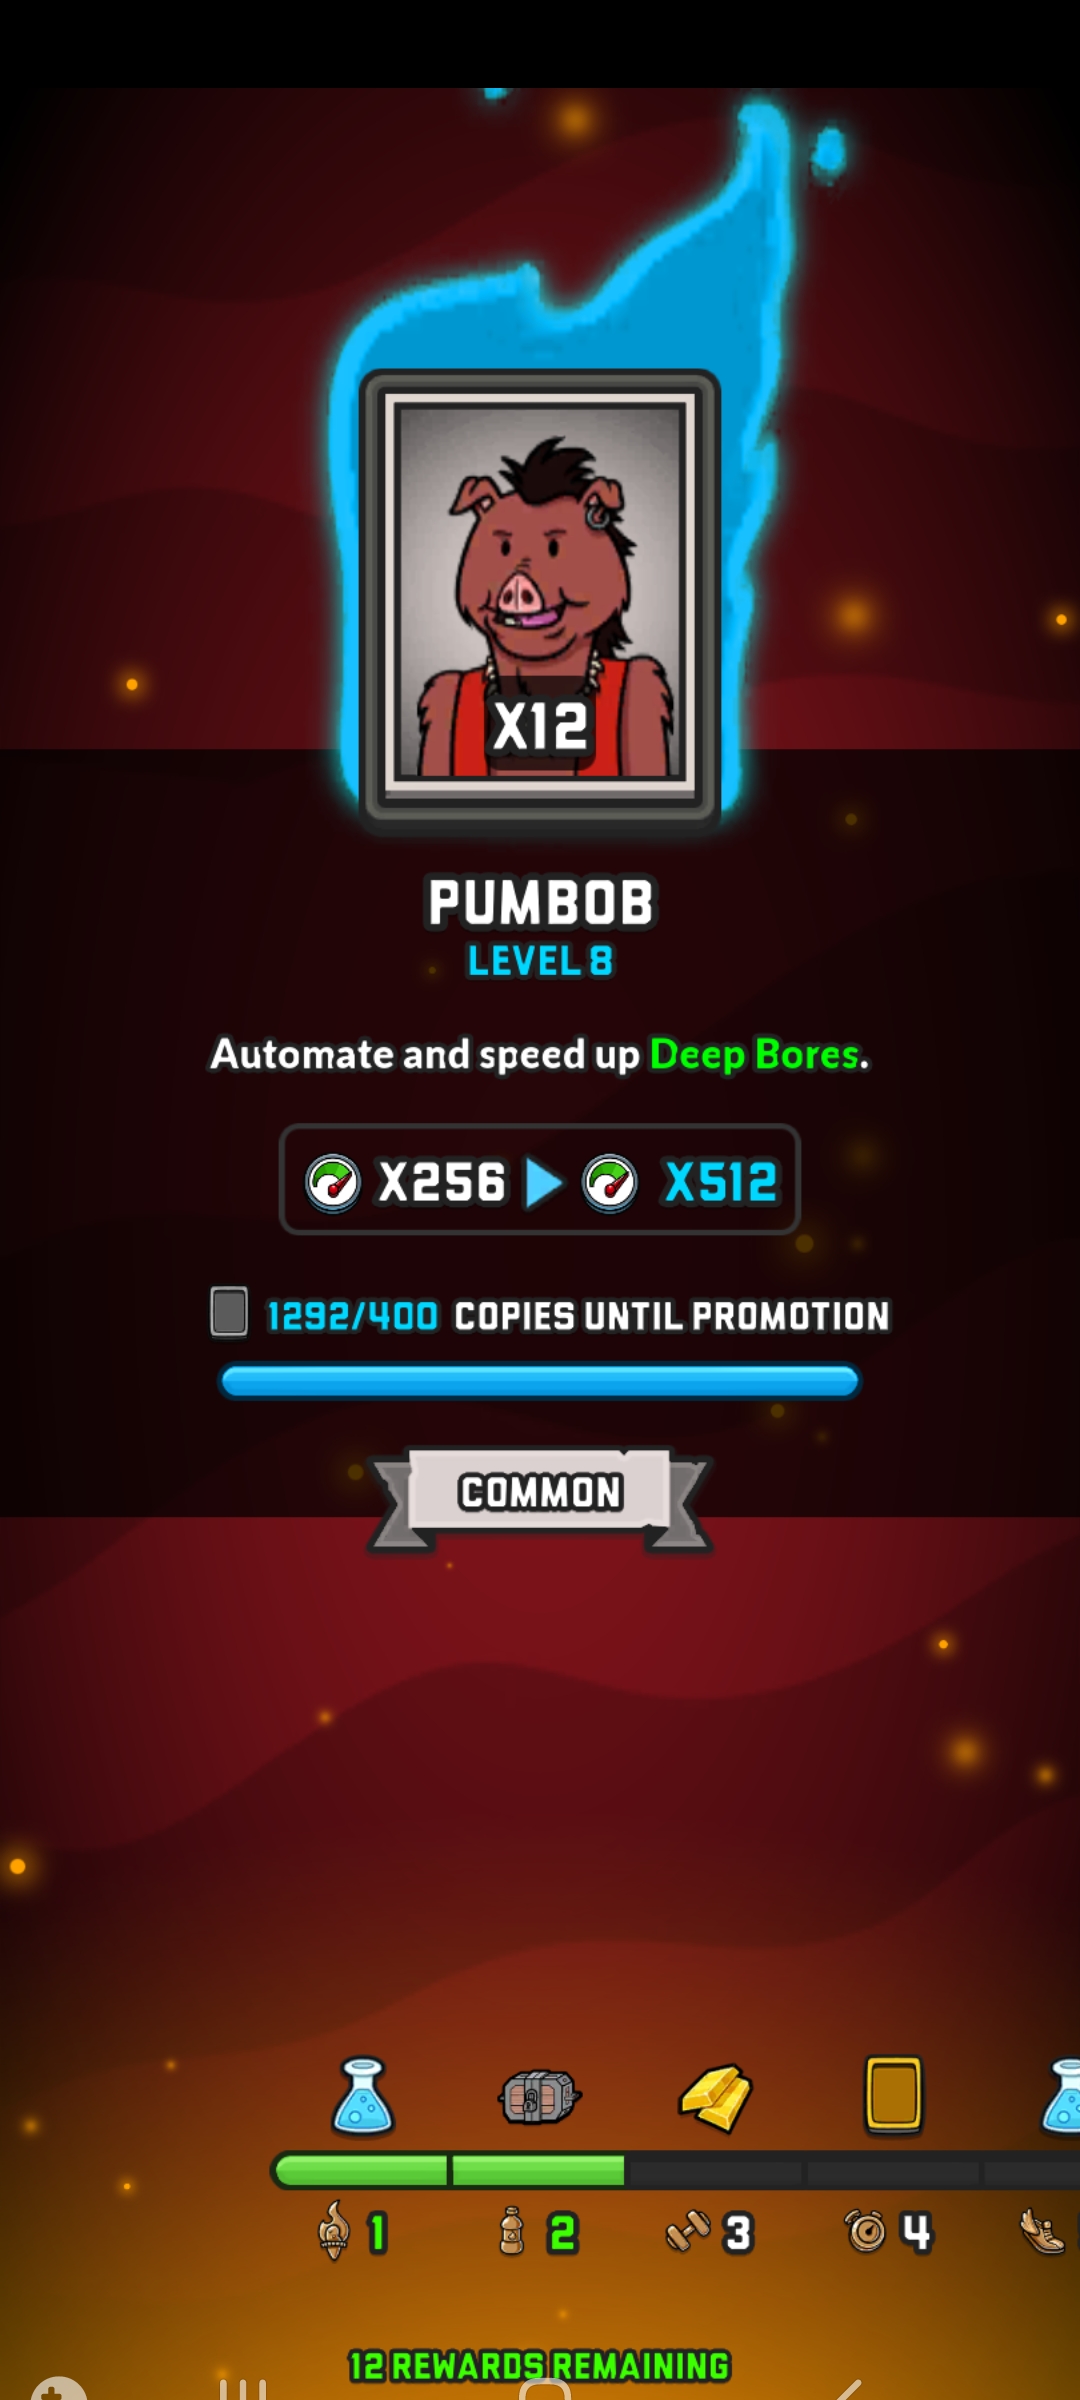 X12
PUMBOB
LEVEL 8
Automate and speed up Deep Bores.
X256 X512
1292/400 COPIES UNTIL PROMOTION
COMMON
1 2 3 4
12 REWARDS REMAINING